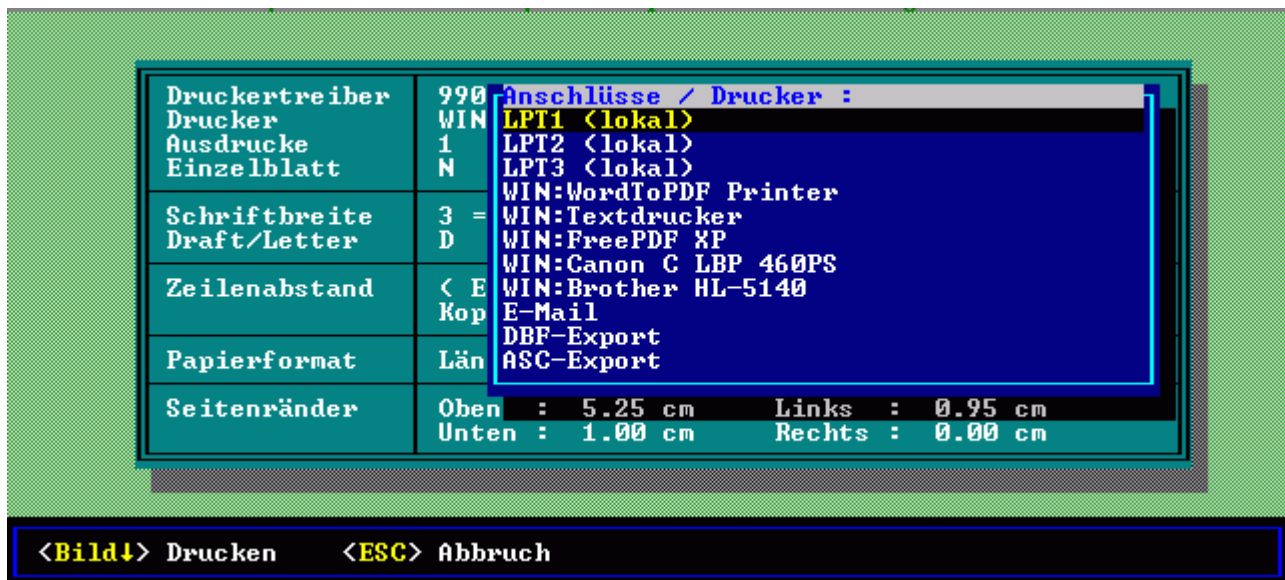 Druckertreiber 990
Drucker WIN
Ausdrucke 1
Einzelblatt N
Schriftbreite 3 =
Draft/Letter D
Zeilenabstand ( E
Kop
Papierformat Län
Seitenränder Oben : 5.25 cm Links : 0.95 cm
Unten : 1.00 cm Rechts : 0.00 cm
Anschlüsse / Drucker :
LPT1 (lokal)
LPT2 (lokal)
LPT3 (lokal)
WIN:WordToPDF Printer
WIN:Textdrucker
WIN:FreePDF XP
WIN:Canon C LBP 460PS
WIN:Brother HL-5140
E-Mail
DBF-Export
ASC-Export
<Bild↓> Drucken <ESC> Abbruch